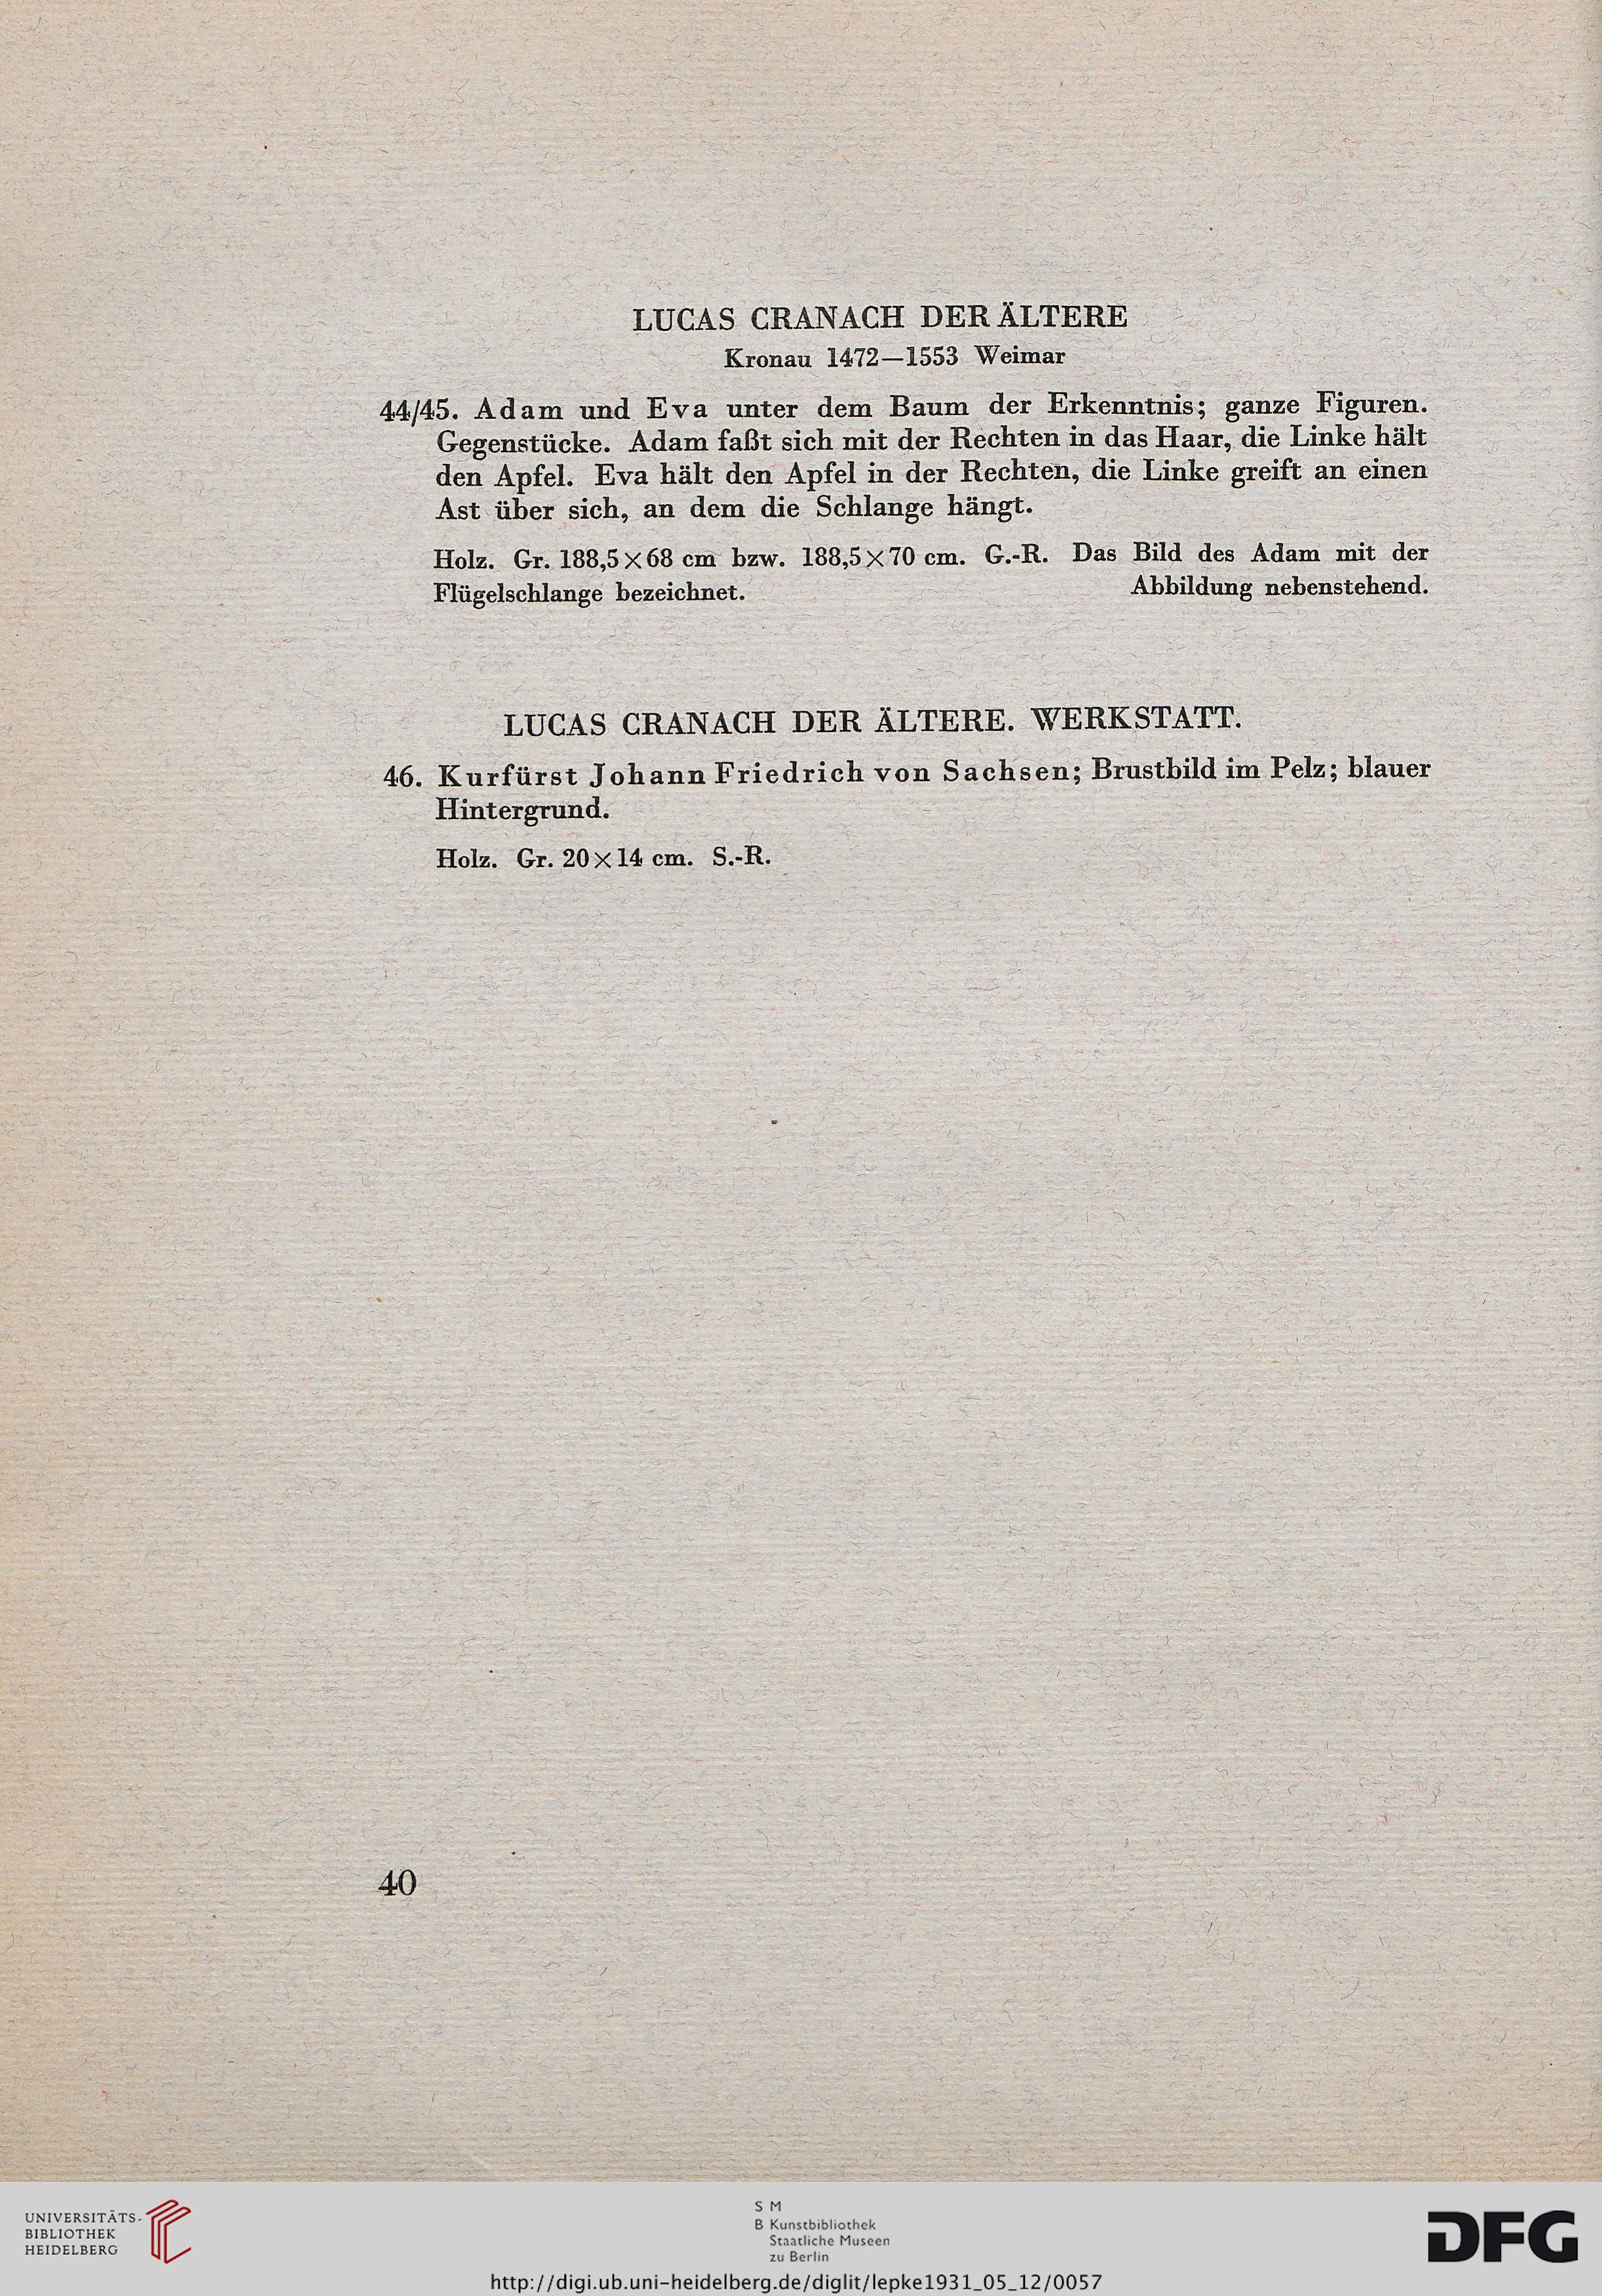 LUCAS CRANACH DER ÄLTERE
Kronau 1472—1553 Weimar
44/45. Adam und Eva unter dem Baum der Erkenntnis; ganze Figuren.
Gegenstücke. Adam faßt sich mit der Rechten in das Haar, die Linke hält
den Apfel. Eva hält den Apfel in der Rechten, die Linke greift an einen
Ast über sich, an dem die Schlange hängt.
Holz. Gr. 188,5×68 cm bzw. 188,5×70 cm. G.-R. Das Bild des Adam mit der
Flügelschlange bezeichnet. Abbildung nebenstehend.
LUCAS CRANACH DER ÄLTERE. WERKSTATT.
46. Kurfürst Johann Friedrich von Sachsen; Brustbild im Pelz; blauer
Hintergrund.
Holz. Gr. 20×14 cm. S.-R.
40
UNIVERSITÄTS-
BIBLIOTHEK
HEIDELBERG
S M
B Kunstbibliothek
Staatliche Museen
zu Berlin
DFG
http://digi.ub.uni-heidelberg.de/diglit/lepke1931_05_12/0057